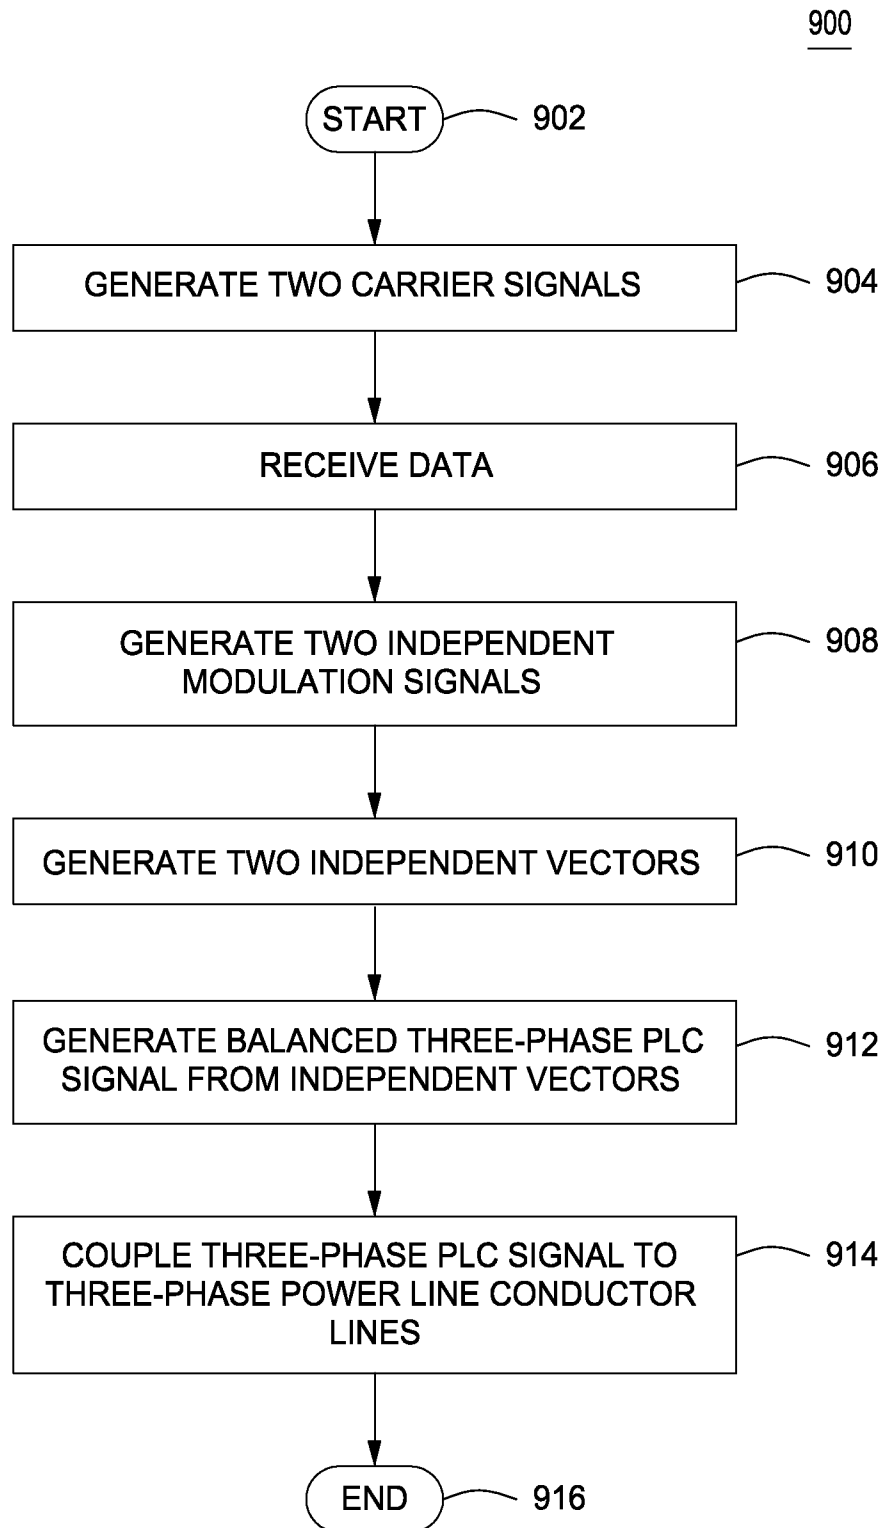 900
START
902
GENERATE TWO CARRIER SIGNALS
904
RECEIVE DATA
906
GENERATE TWO INDEPENDENT
MODULATION SIGNALS
908
GENERATE TWO INDEPENDENT VECTORS
910
GENERATE BALANCED THREE-PHASE PLC
SIGNAL FROM INDEPENDENT VECTORS
912
COUPLE THREE-PHASE PLC SIGNAL TO
THREE-PHASE POWER LINE CONDUCTOR
LINES
914
END
916